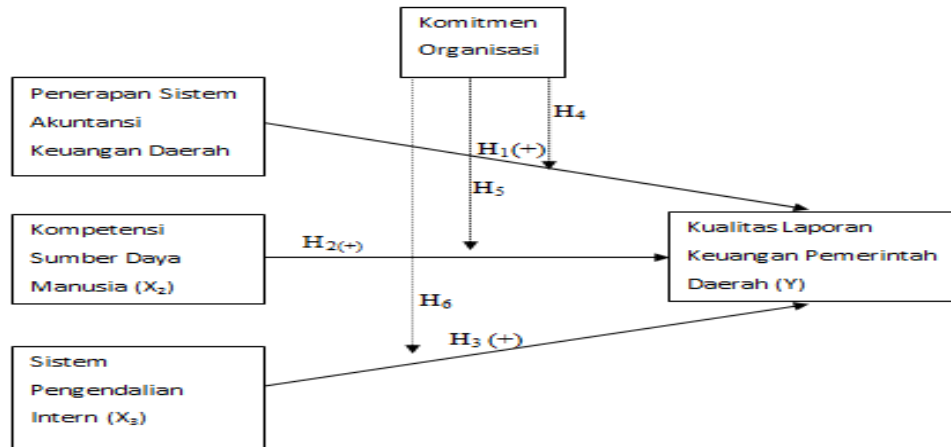 Komitmen
Organisasi
Penerapan Sistem
Akuntansi
Keuangan Daerah
H₄
H₁(+)
H₅
Kompetensi
Sumber Daya
Manusia (X₂)
H₂(+)
Kualitas Laporan
Keuangan Pemerintah
Daerah (Y)
H₆
H₃ (+)
Sistem
Pengendalian
Intern (X₃)